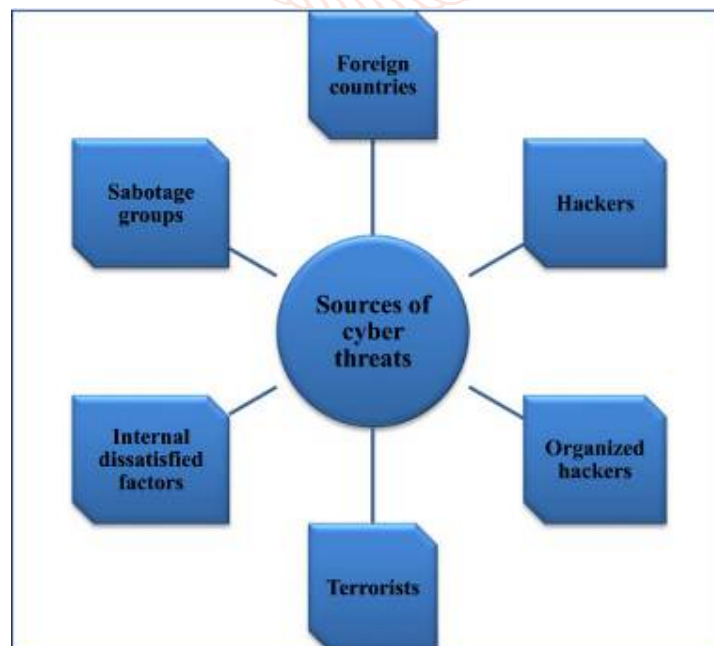 Foreign
countries
Sabotage
groups
Hackers
Sources of
cyber
threats
Internal
dissatisfied
factors
Organized
hackers
Terrorists